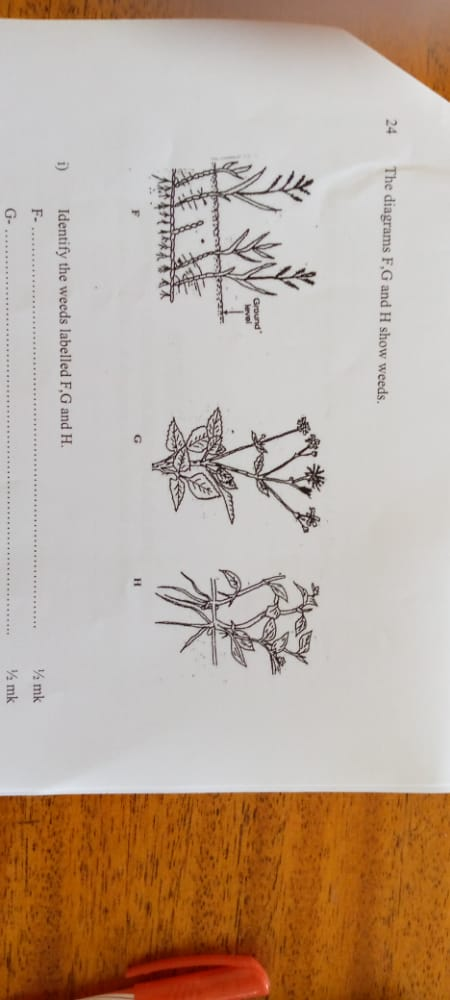 24 The diagrams F,G and H show weeds.
Ground
level
F G H
i) Identify the weeds labelled F,G and H.
F- ............................................................ ½ mk
G- ............................................................ ½ mk